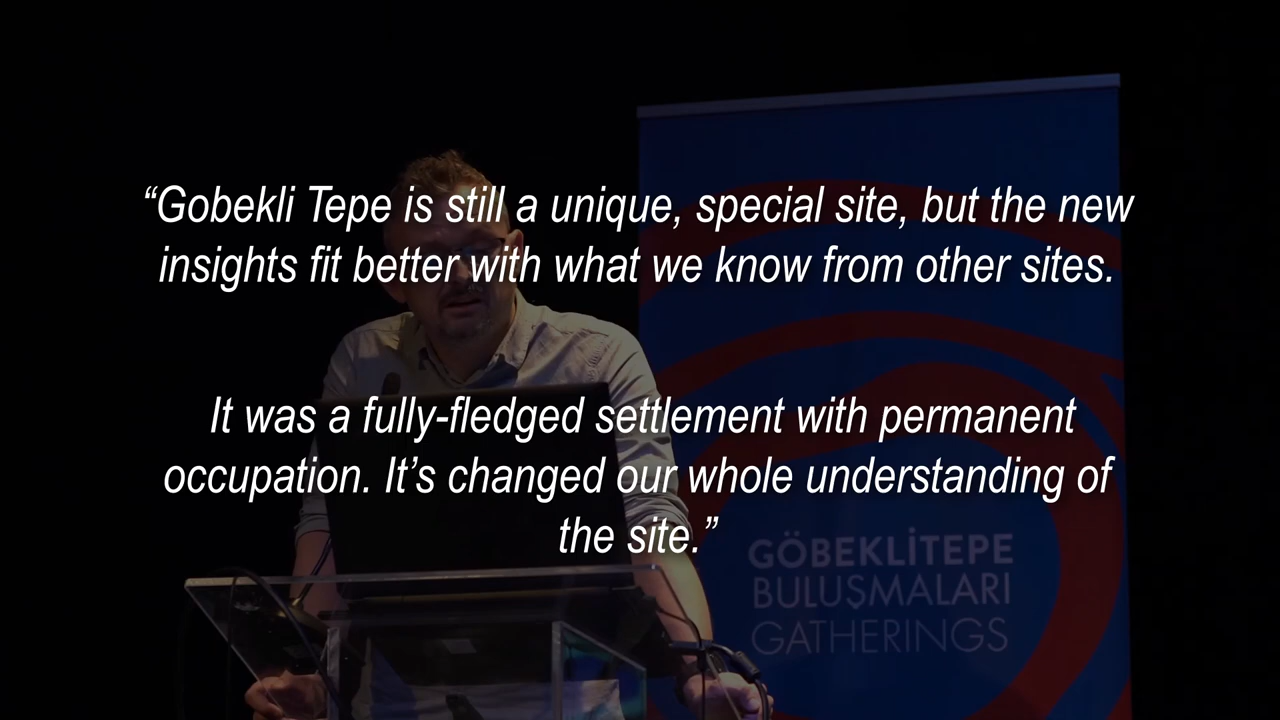 “Gobekli Tepe is still a unique, special site, but the new
insights fit better with what we know from other sites.
It was a fully-fledged settlement with permanent
occupation. It’s changed our whole understanding of
the site.”
GÖBEKLİTEPE
BULUŞMALARI
GATHERINGS